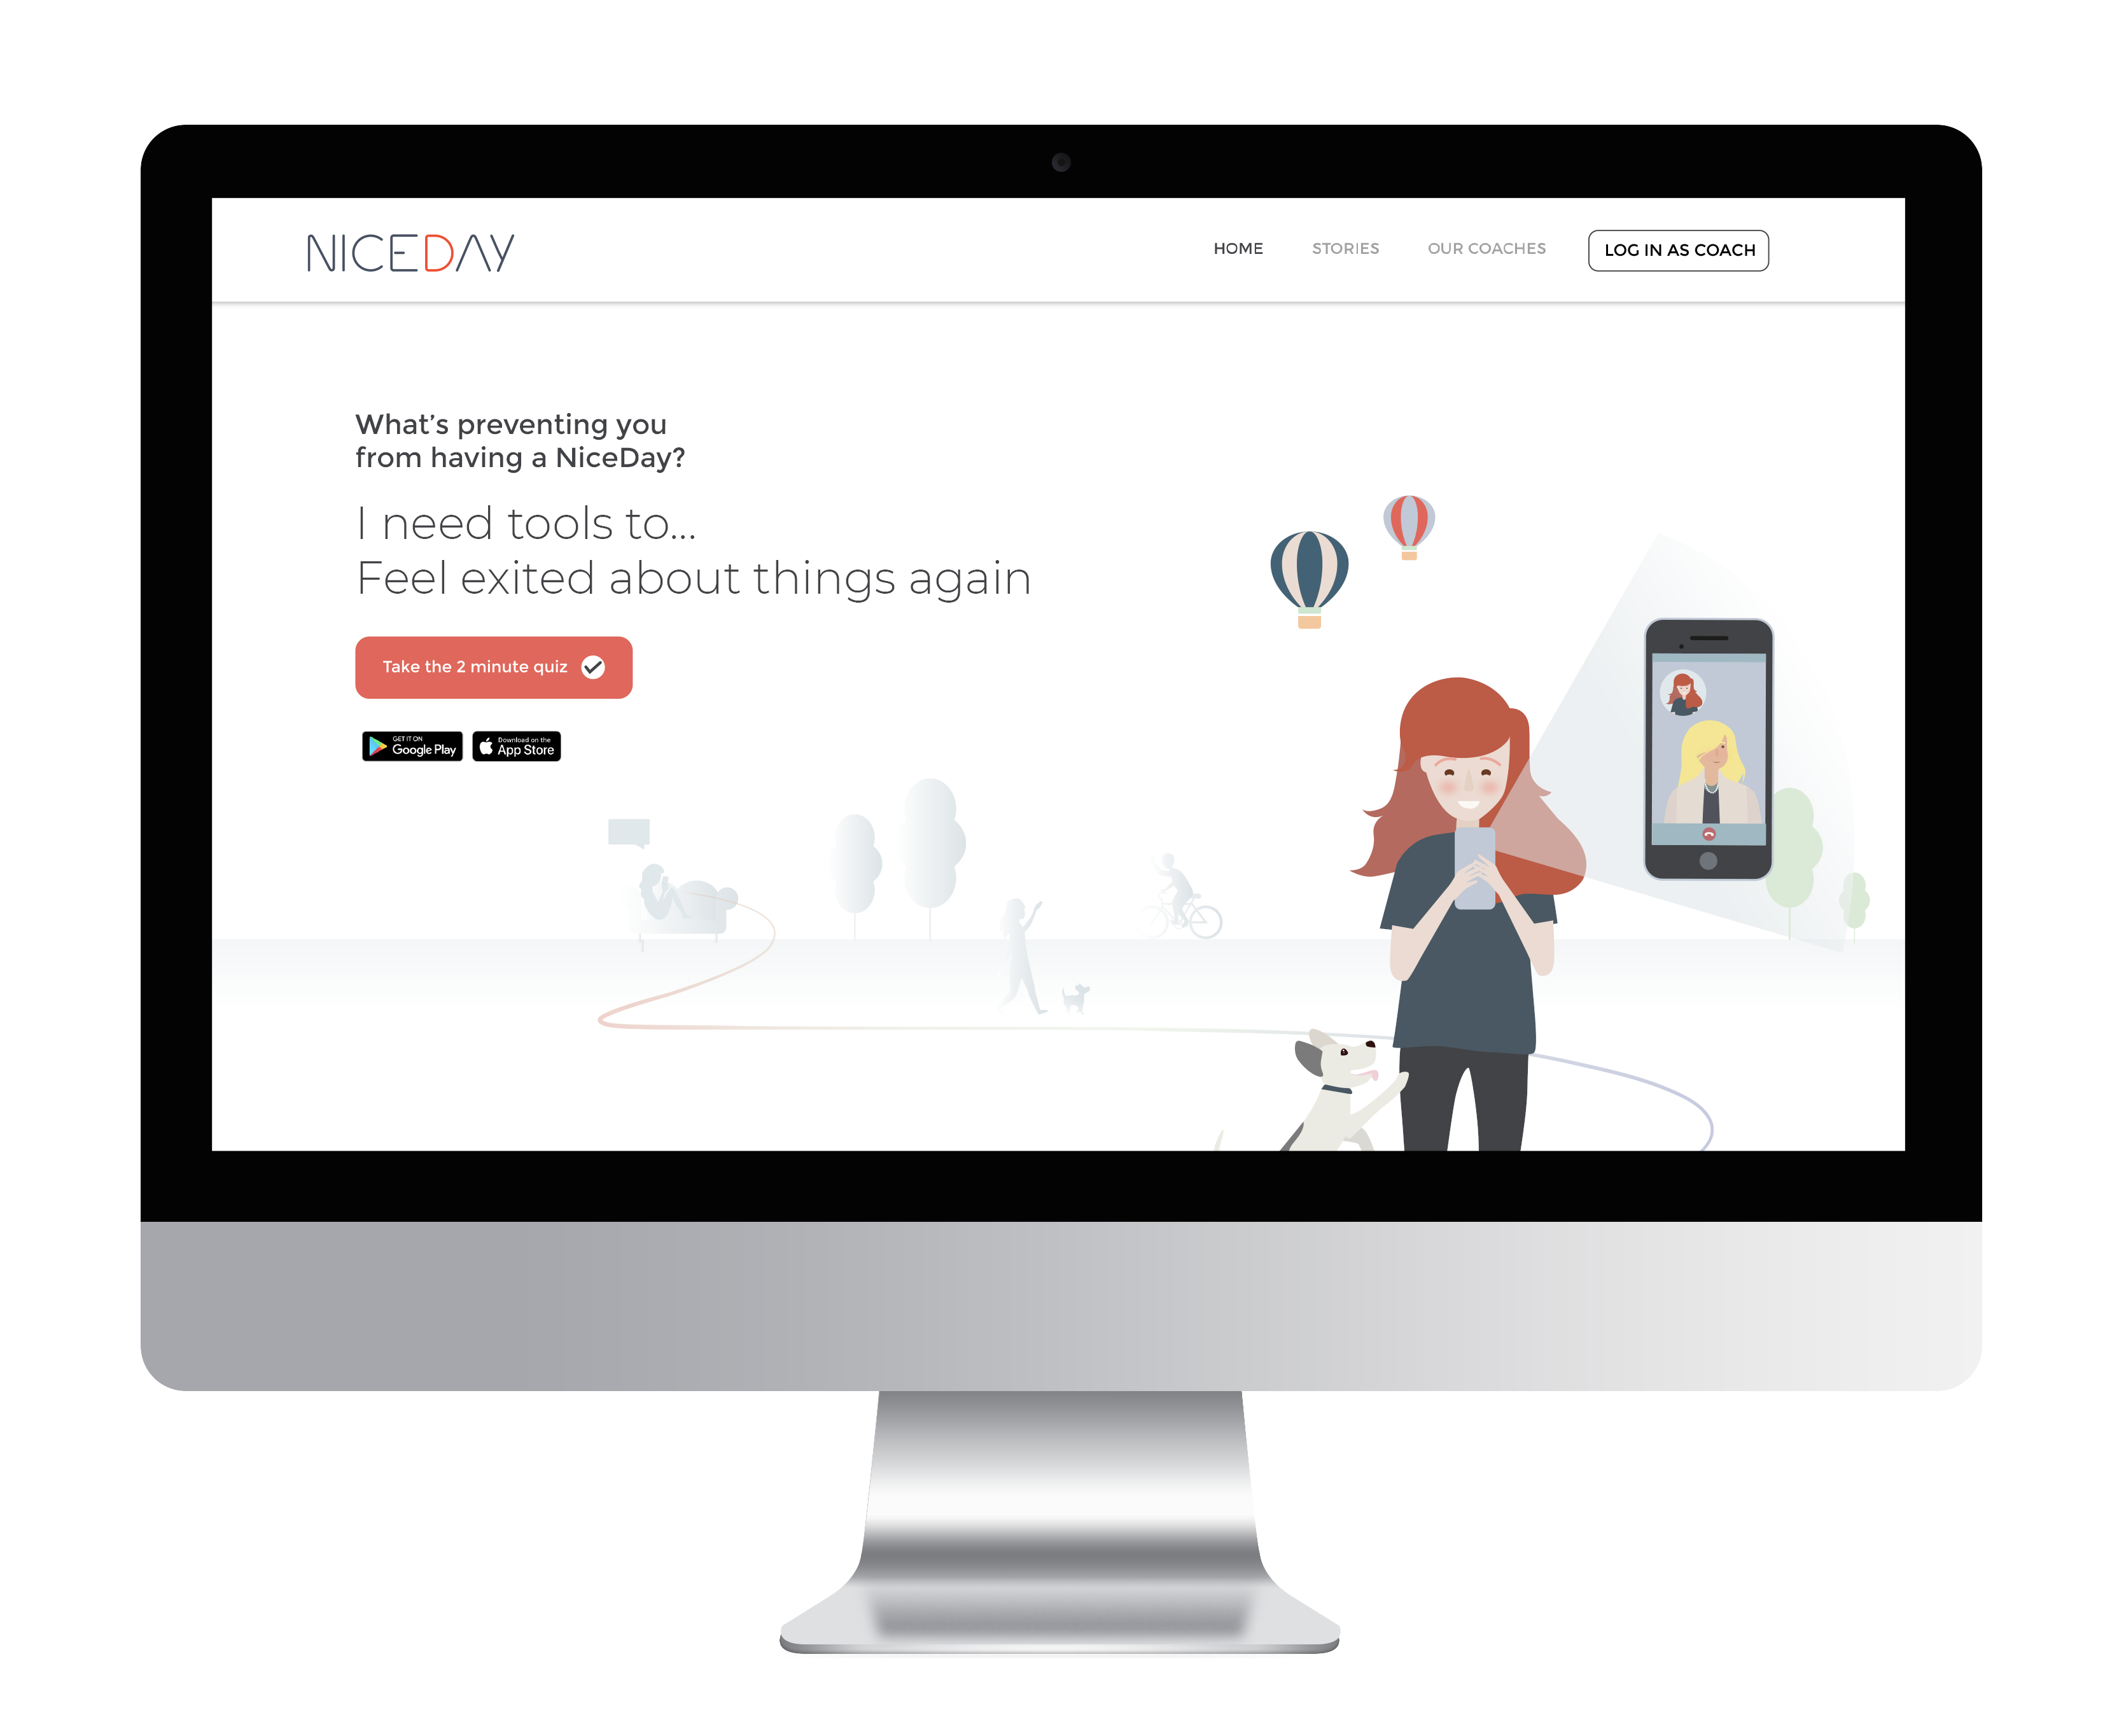 NICEDAY
HOME STORIES OUR COACHES LOG IN AS COACH
What's preventing you
from having a NiceDay?
I need tools to...
Feel exited about things again
Take the 2 minute quiz
GET IT ON
Google Play
Download on the
App Store